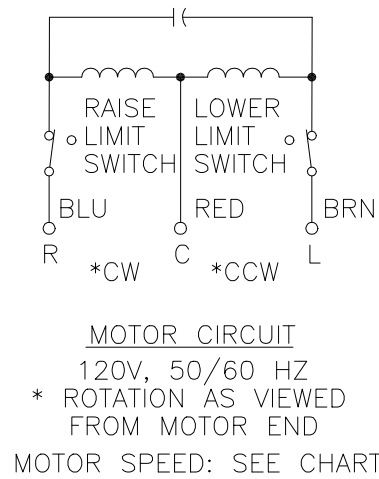 RAISE LOWER
LIMIT LIMIT
SWITCH SWITCH
BLU RED BRN
R C L
*CW *CCW
MOTOR CIRCUIT
120V, 50/60 HZ
* ROTATION AS VIEWED
FROM MOTOR END
MOTOR SPEED: SEE CHART